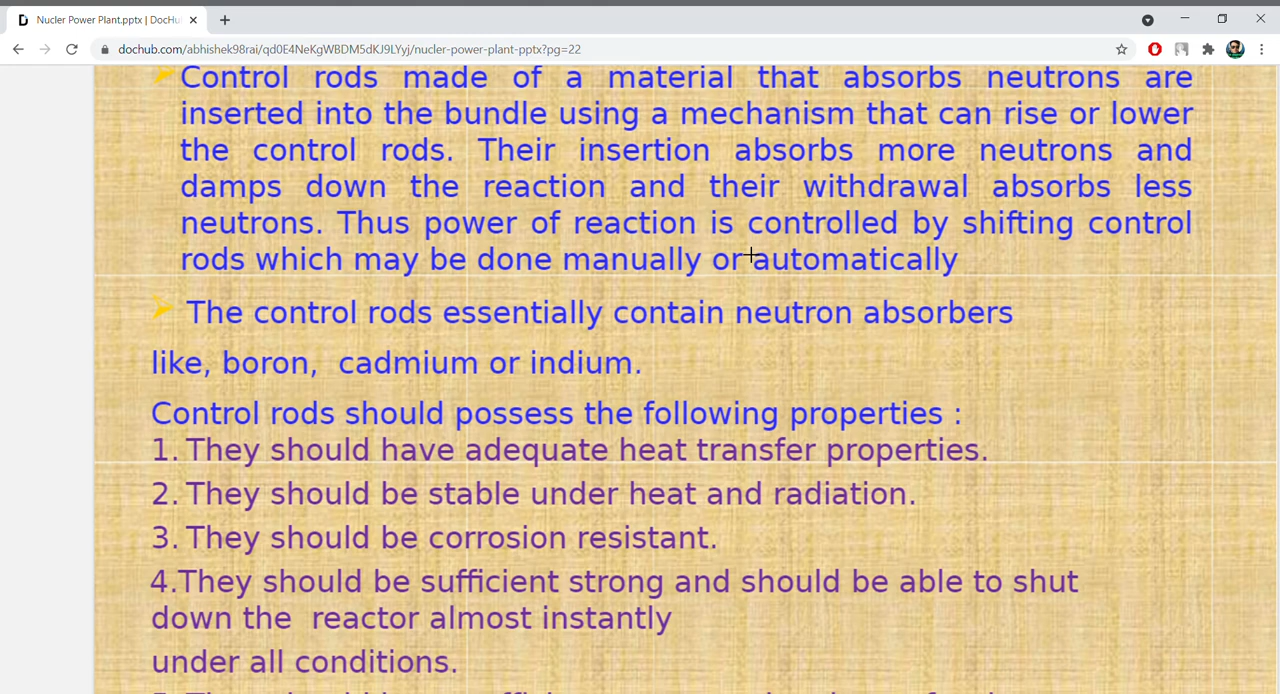 Nucler Power Plant.pptx | DocHu
dochub.com/abhishek98rai/qd0E4NeKgWBDM5dKJ9LYyj/nucler-power-plant-pptx?pg=22
Control rods made of a material that absorbs neutrons are
inserted into the bundle using a mechanism that can rise or lower
the control rods. Their insertion absorbs more neutrons and
damps down the reaction and their withdrawal absorbs less
neutrons. Thus power of reaction is controlled by shifting control
rods which may be done manually or automatically
The control rods essentially contain neutron absorbers
like, boron, cadmium or indium.
Control rods should possess the following properties :
1. They should have adequate heat transfer properties.
2. They should be stable under heat and radiation.
3. They should be corrosion resistant.
4.They should be sufficient strong and should be able to shut
down the reactor almost instantly
under all conditions.